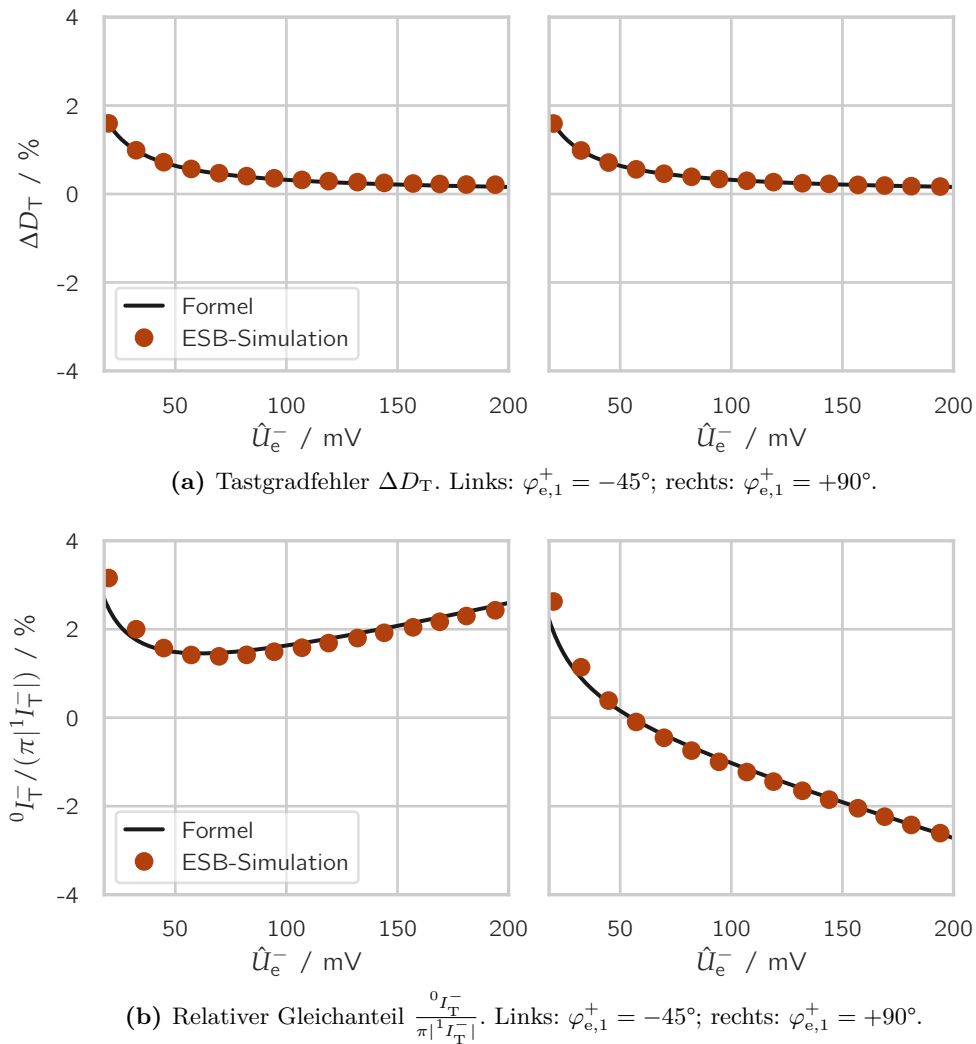 4
2
0
-2
-4
ΔD_T / %
Formel
ESB-Simulation
50 100 150 200
50 100 150 200
Û_e^− / mV
Û_e^− / mV
(a) Tastgradfehler ΔD_T. Links: φ_{e,1}^+ = −45°; rechts: φ_{e,1}^+ = +90°.
4
2
0
-2
-4
^0I_T^−/(π|^1I_T^−|) / %
Formel
ESB-Simulation
50 100 150 200
50 100 150 200
Û_e^− / mV
Û_e^− / mV
(b) Relativer Gleichanteil ^0I_T^−/π|^1I_T^−|. Links: φ_{e,1}^+ = −45°; rechts: φ_{e,1}^+ = +90°.